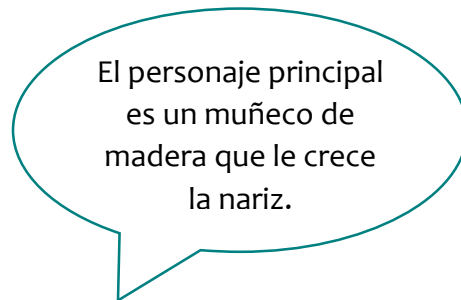 El personaje principal
es un muñeco de
madera que le crece
la nariz.